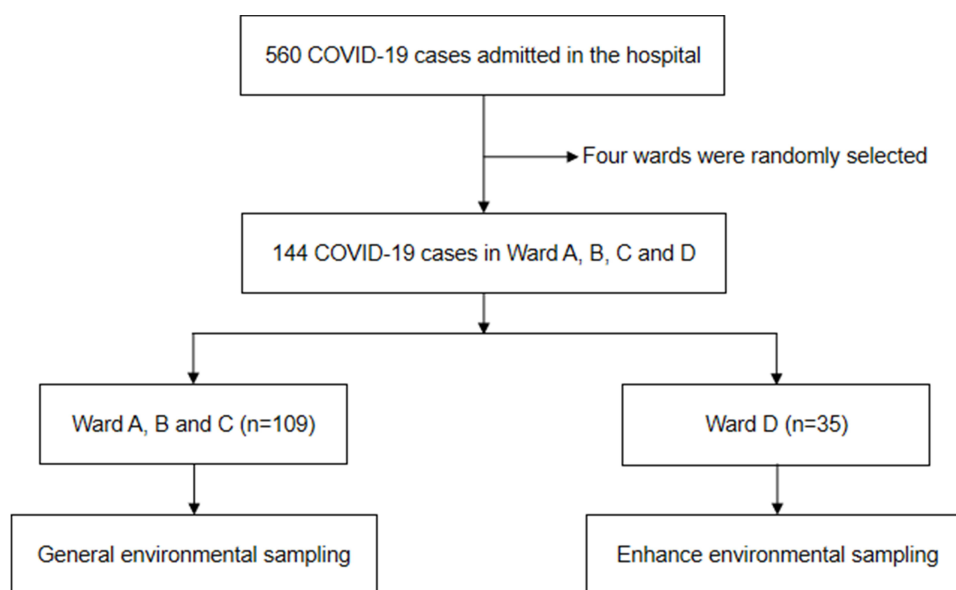 560 COVID-19 cases admitted in the hospital
Four wards were randomly selected
144 COVID-19 cases in Ward A, B, C and D
Ward A, B and C (n=109)
Ward D (n=35)
General environmental sampling
Enhance environmental sampling